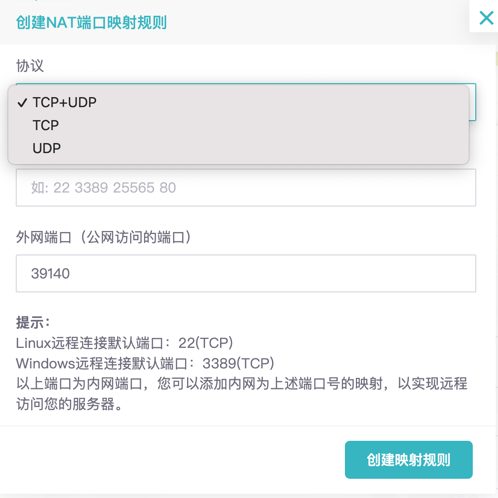 创建NAT端口映射规则
协议
TCP+UDP
TCP
UDP
如: 22 3389 25565 80
外网端口（公网访问的端口）
39140
提示：
Linux远程连接默认端口：22(TCP)
Windows远程连接默认端口：3389(TCP)
以上端口为内网端口，您可以添加内网为上述端口号的映射，以实现远程
访问您的服务器。
创建映射规则